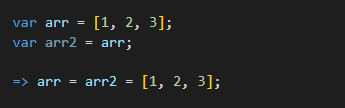 var arr = [1, 2, 3];
var arr2 = arr;
=> arr = arr2 = [1, 2, 3];